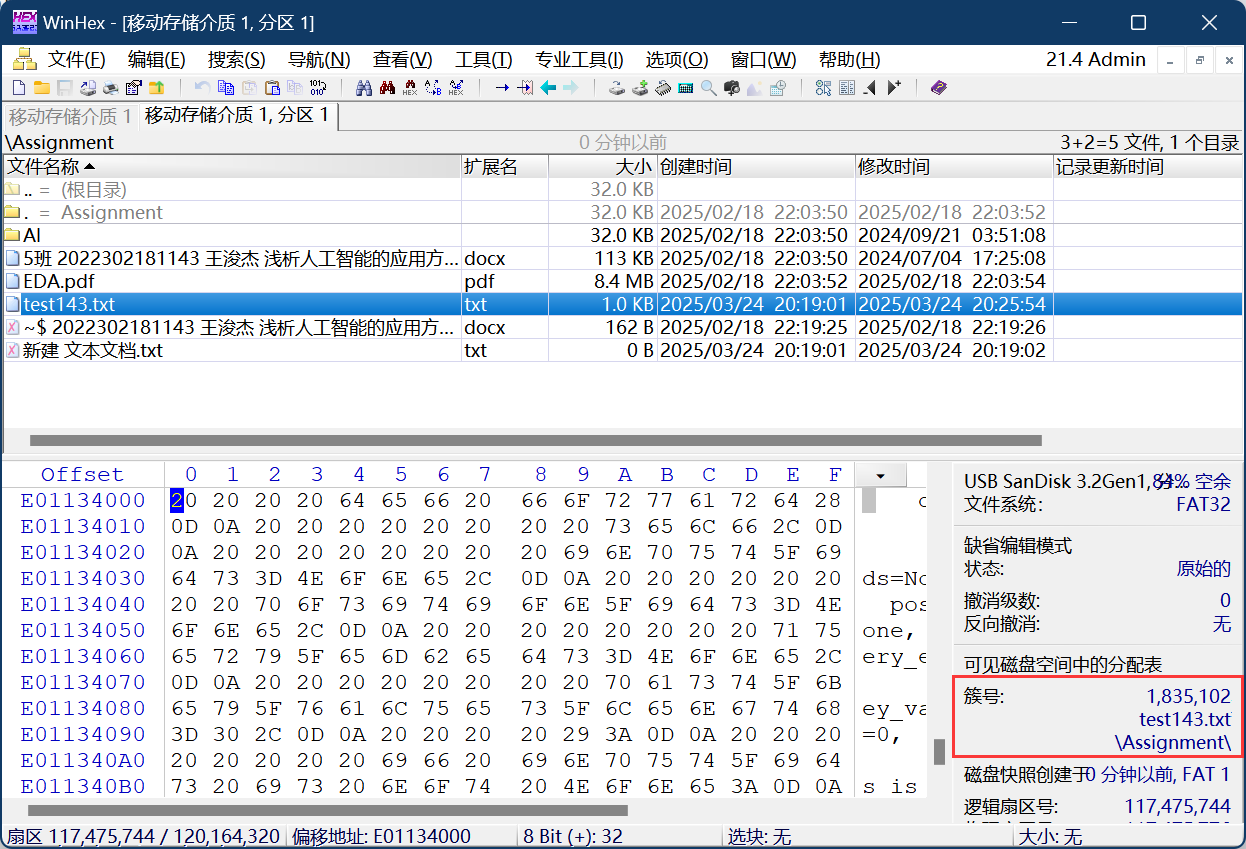 WinHex - [移动存储介质 1, 分区 1]
文件(F) 编辑(E) 搜索(S) 导航(N) 查看(V) 工具(T) 专业工具(I) 选项(O) 窗口(W) 帮助(H) 21.4 Admin
移动存储介质 1 移动存储介质 1, 分区 1
\Assignment 0 分钟以前 3+2=5 文件, 1 个目录
文件名称 扩展名 大小 创建时间 修改时间 记录更新时间
.. = (根目录) 32.0 KB
. = Assignment 32.0 KB 2025/02/18 22:03:50 2025/02/18 22:03:52
AI 32.0 KB 2025/02/18 22:03:50 2024/09/21 03:51:08
5班 2022302181143 王浚杰 浅析人工智能的应用方... docx 113 KB 2025/02/18 22:03:50 2024/07/04 17:25:08
EDA.pdf pdf 8.4 MB 2025/02/18 22:03:52 2025/02/18 22:03:54
test143.txt txt 1.0 KB 2025/03/24 20:19:01 2025/03/24 20:25:54
~$ 2022302181143 王浚杰 浅析人工智能的应用方... docx 162 B 2025/02/18 22:19:25 2025/02/18 22:19:26
新建 文本文档.txt txt 0 B 2025/03/24 20:19:01 2025/03/24 20:19:02
Offset 0 1 2 3 4 5 6 7 8 9 A B C D E F
E01134000 20 20 20 20 64 65 66 20 66 6F 72 77 61 72 64 28
E01134010 0D 0A 20 20 20 20 20 20 20 20 73 65 6C 66 2C 0D
E01134020 0A 20 20 20 20 20 20 20 20 69 6E 70 75 74 5F 69
E01134030 64 73 3D 4E 6F 6E 65 2C 0D 0A 20 20 20 20 20 20 ds=No
E01134040 20 20 70 6F 73 69 74 69 6F 6E 5F 69 64 73 3D 4E pos
E01134050 6F 6E 65 2C 0D 0A 20 20 20 20 20 20 20 20 71 75 one,
E01134060 65 72 79 5F 65 6D 62 65 64 73 3D 4E 6F 6E 65 2C ery_e
E01134070 0D 0A 20 20 20 20 20 20 20 20 70 61 73 74 5F 6B
E01134080 65 79 5F 76 61 6C 75 65 73 5F 6C 65 6E 67 74 68 ey_va
E01134090 3D 30 2C 0D 0A 20 20 20 20 29 3A 0D 0A 20 20 20 =0,
E011340A0 20 20 20 20 20 69 66 20 69 6E 70 75 74 5F 69 64
E011340B0 73 20 69 73 20 6E 6F 74 20 4E 6F 6E 65 3A 0D 0A s is
USB SanDisk 3.2Gen1, 84% 空余
文件系统: FAT32
缺省编辑模式
状态: 原始的
撤消级数: 0
反向撤消: 无
可见磁盘空间中的分配表
簇号: 1,835,102
test143.txt
\Assignment\
磁盘快照创建于0 分钟以前, FAT 1
逻辑扇区号: 117,475,744
扇区 117,475,744 / 120,164,320 偏移地址: E01134000 8 Bit (+): 32 选块: 无 大小: 无